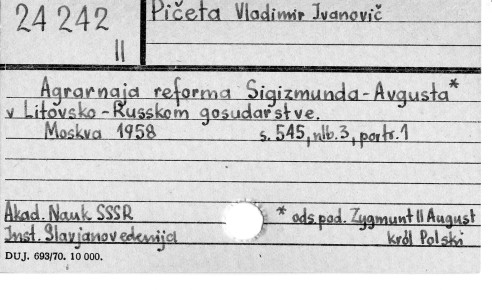 24 242
II
Pičeta Vladimir Ivanovič
Agrarnaja reforma Sigizmunda-Avgusta*
v Litovsko-Russkom gosudarstve.
Moskva 1958 s. 545, nlb. 3, portr. 1
Akad. Nauk SSSR
Inst. Slavjanovedenija
* ods. pod. Zygmunt II August
król Polski
DUJ. 693/70. 10 000.